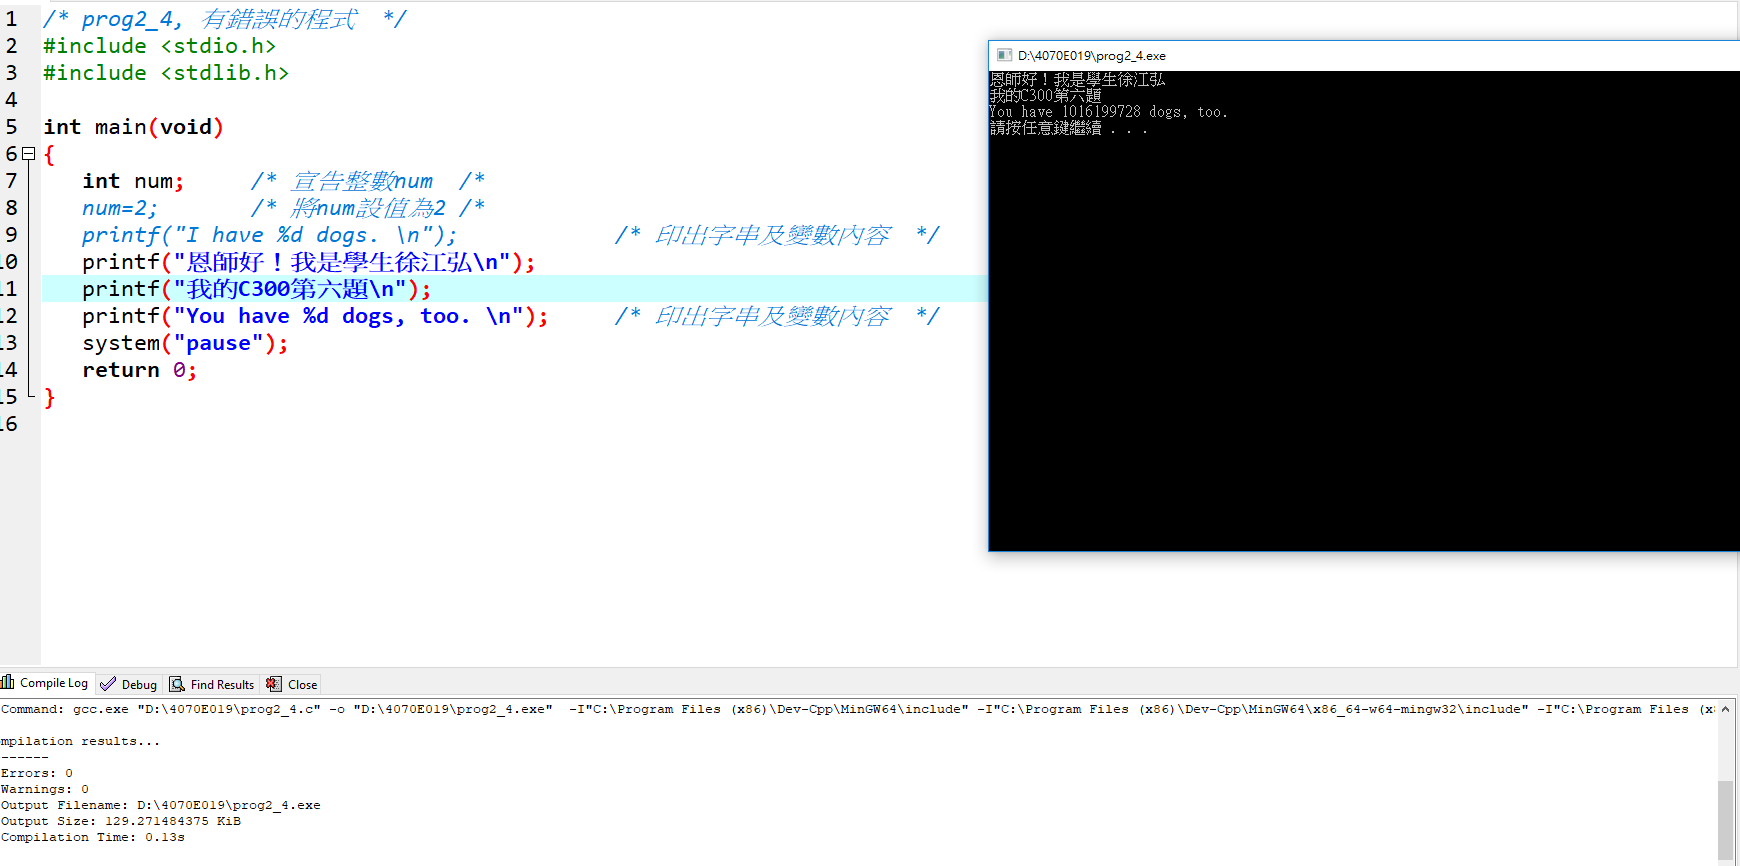 1 /* prog2_4, 有錯誤的程式 */
2 #include <stdio.h>
3 #include <stdlib.h>
4
5 int main(void)
6 {
7 int num; /* 宣告整數num /*
8 num=2; /* 將num設值為2 /*
9 printf("I have %d dogs. \n"); /* 印出字串及變數內容 */
10 printf("恩師好！我是學生徐江弘\n");
11 printf("我的C300第六題\n");
12 printf("You have %d dogs, too. \n"); /* 印出字串及變數內容 */
13 system("pause");
14 return 0;
15 }
16
D:\4070E019\prog2_4.exe
恩師好！我是學生徐江弘
我的C300第六題
You have 1016199728 dogs, too.
請按任意鍵繼續 . . .
Compile Log Debug Find Results Close
Command: gcc.exe "D:\4070E019\prog2_4.c" -o "D:\4070E019\prog2_4.exe" -I"C:\Program Files (x86)\Dev-Cpp\MinGW64\include" -I"C:\Program Files (x86)\Dev-Cpp\MinGW64\x86_64-w64-mingw32\include" -I"C:\Program Files (x
mpilation results...
------
Errors: 0
Warnings: 0
Output Filename: D:\4070E019\prog2_4.exe
Output Size: 129.271484375 KiB
Compilation Time: 0.13s